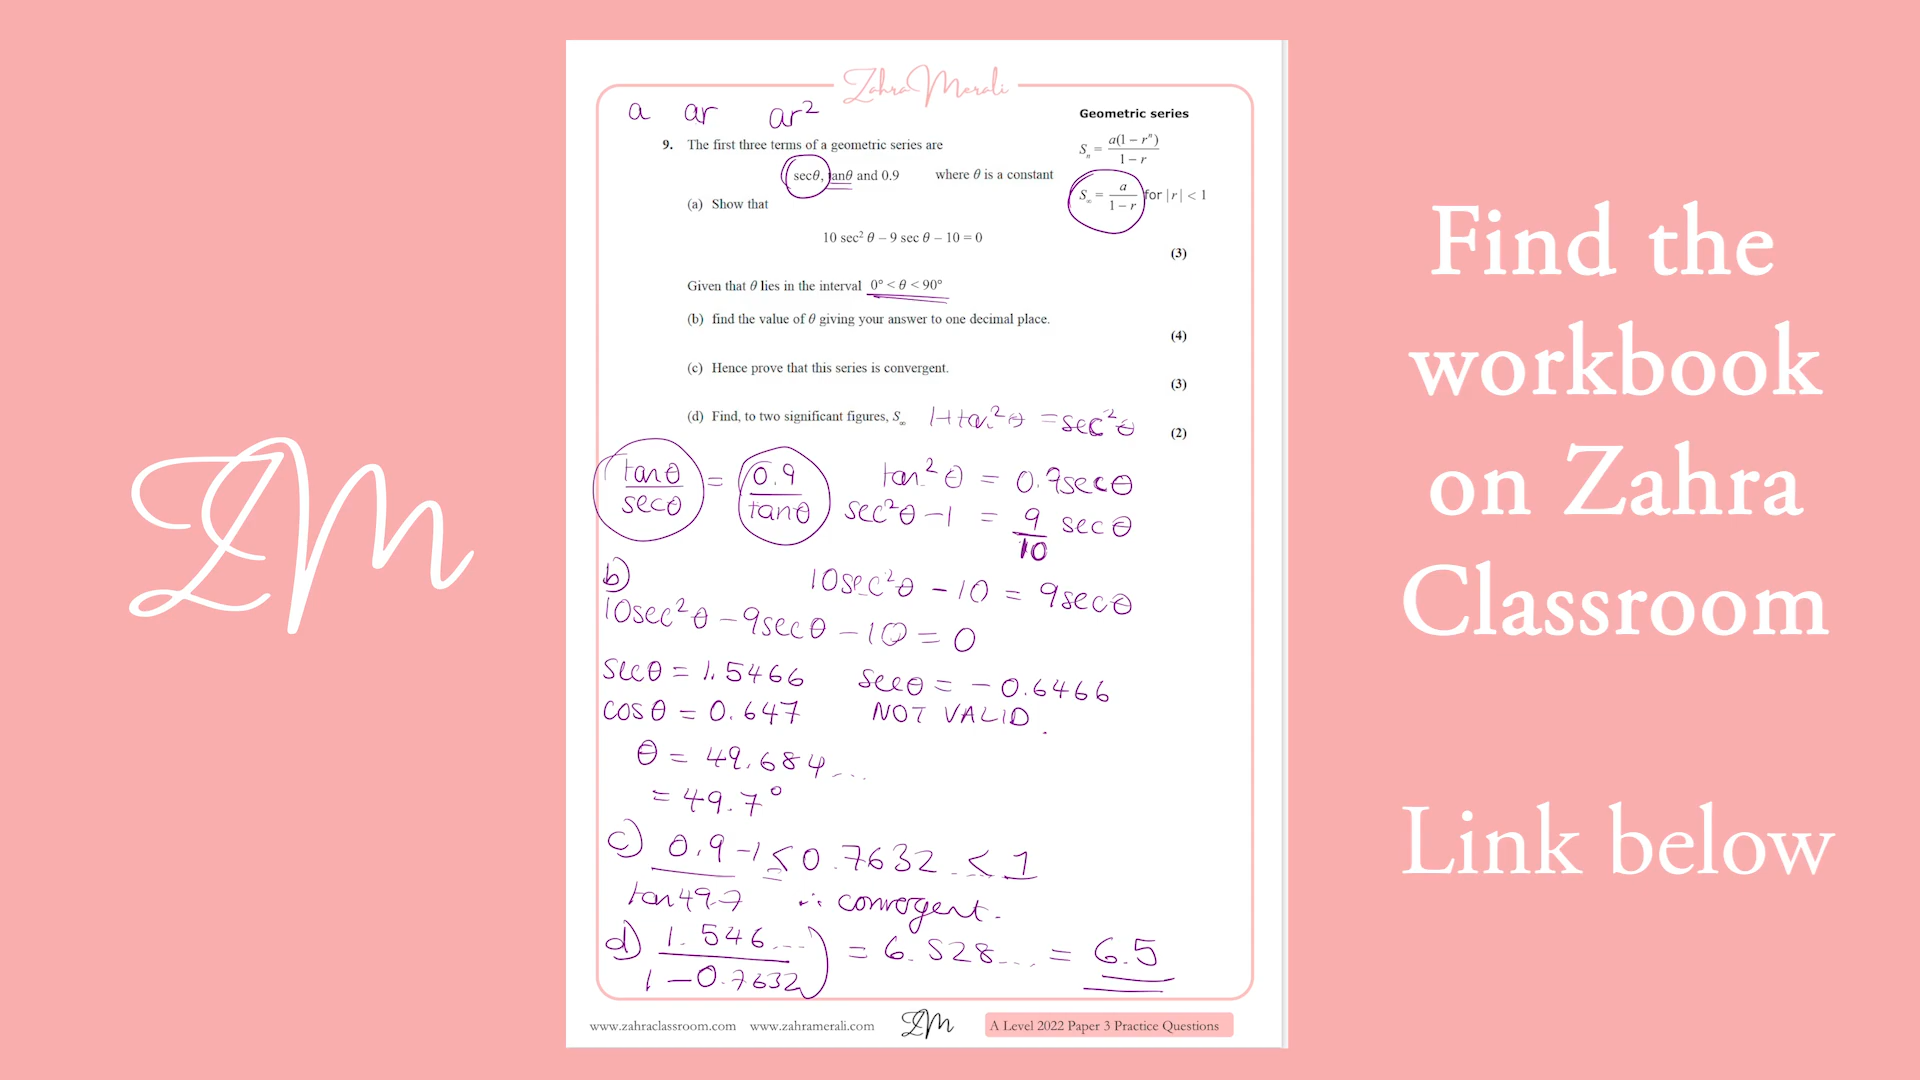 ZM
Zahra Merali
a ar ar²
Geometric series
9. The first three terms of a geometric series are
Sₙ = a(1 – rⁿ) / 1 – r
secθ, tanθ and 0.9 where θ is a constant
S∞ = a / 1 – r for |r| < 1
(a) Show that
10 sec² θ – 9 sec θ – 10 = 0
(3)
Given that θ lies in the interval 0° < θ < 90°
(b) find the value of θ giving your answer to one decimal place.
(4)
(c) Hence prove that this series is convergent.
(3)
(d) Find, to two significant figures, S∞
(2)
1+tan²θ = sec²θ
tanθ / secθ = 0.9 / tanθ
tan²θ = 0.9secθ
sec²θ - 1 = 9/10 secθ
10sec²θ - 10 = 9secθ
b)
10sec²θ - 9secθ - 10 = 0
secθ = 1.5466 secθ = -0.6466
cosθ = 0.647 NOT VALID.
θ = 49.684...
= 49.7°
c) 0.9 / tan49.7 -1 ≤ 0.7632.. < 1
∴ convergent.
d) 1.546... / 1 - 0.7632 = 6.528... = 6.5
www.zahraclassroom.com www.zahramerali.com ZM A Level 2022 Paper 3 Practice Questions
Find the
workbook
on Zahra
Classroom
Link below